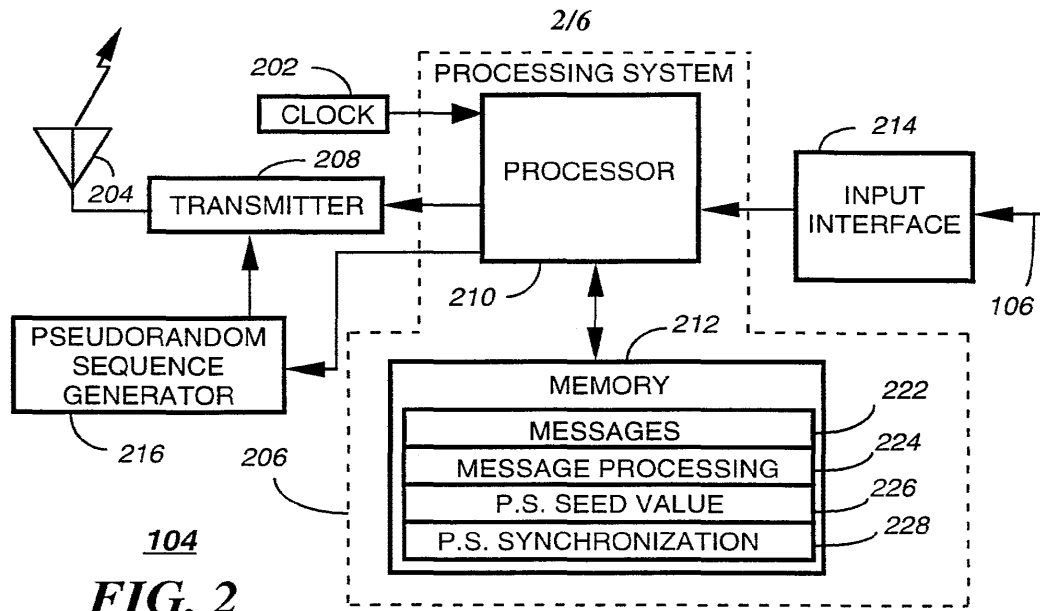 2/6
202
PROCESSING SYSTEM
CLOCK
204
208
TRANSMITTER
PROCESSOR
214
INPUT
INTERFACE
210
106
PSEUDORANDOM
SEQUENCE
GENERATOR
216
206
212
MEMORY
MESSAGES
222
MESSAGE PROCESSING
224
P.S. SEED VALUE
226
P.S. SYNCHRONIZATION
228
104
FIG. 2